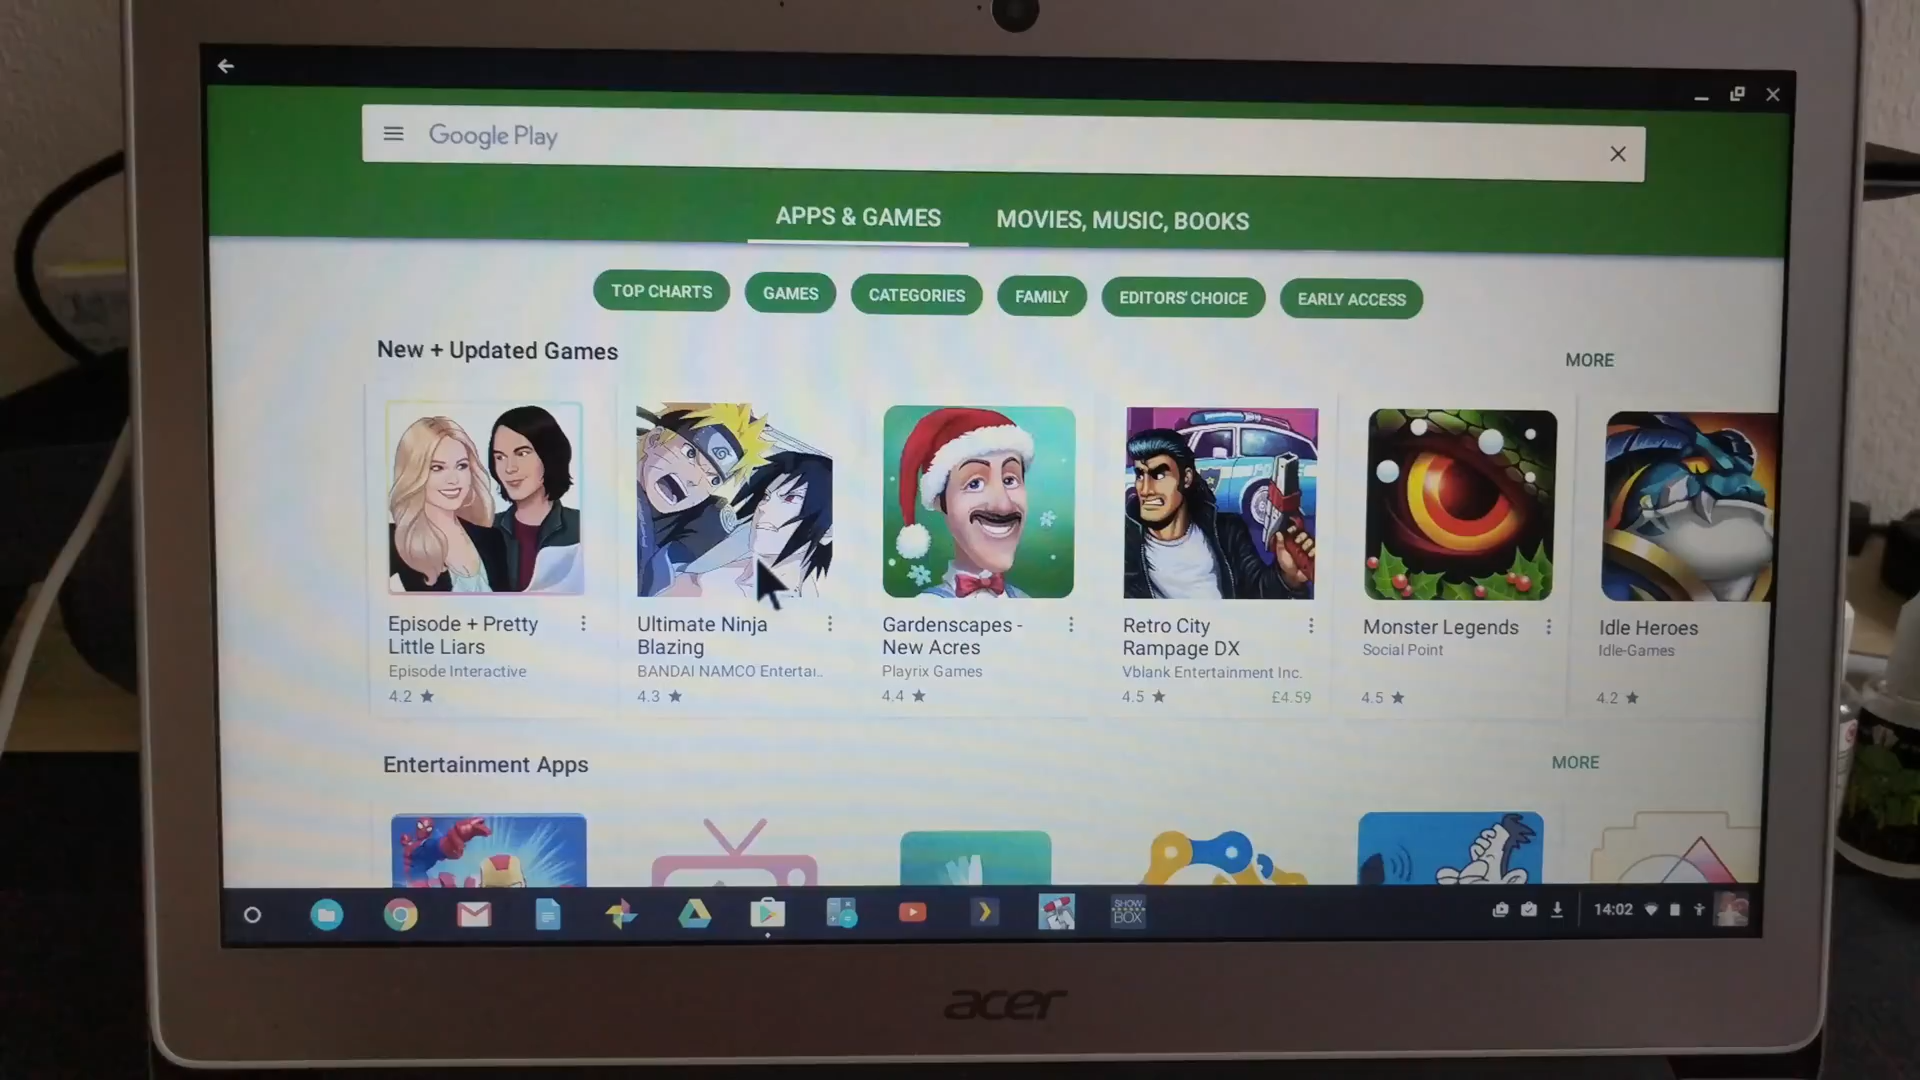 Google Play
APPS & GAMES MOVIES, MUSIC, BOOKS
TOP CHARTS GAMES CATEGORIES FAMILY EDITORS' CHOICE EARLY ACCESS
New + Updated Games MORE
Episode + Pretty
Little Liars
Episode Interactive
4.2
Ultimate Ninja
Blazing
BANDAI NAMCO Entertai..
4.3
Gardenscapes -
New Acres
Playrix Games
4.4
Retro City
Rampage DX
Vblank Entertainment Inc.
4.5 £4.59
Monster Legends
Social Point
4.5
Idle Heroes
Idle-Games
4.2
Entertainment Apps MORE
SHOW
BOX
14:02
acer